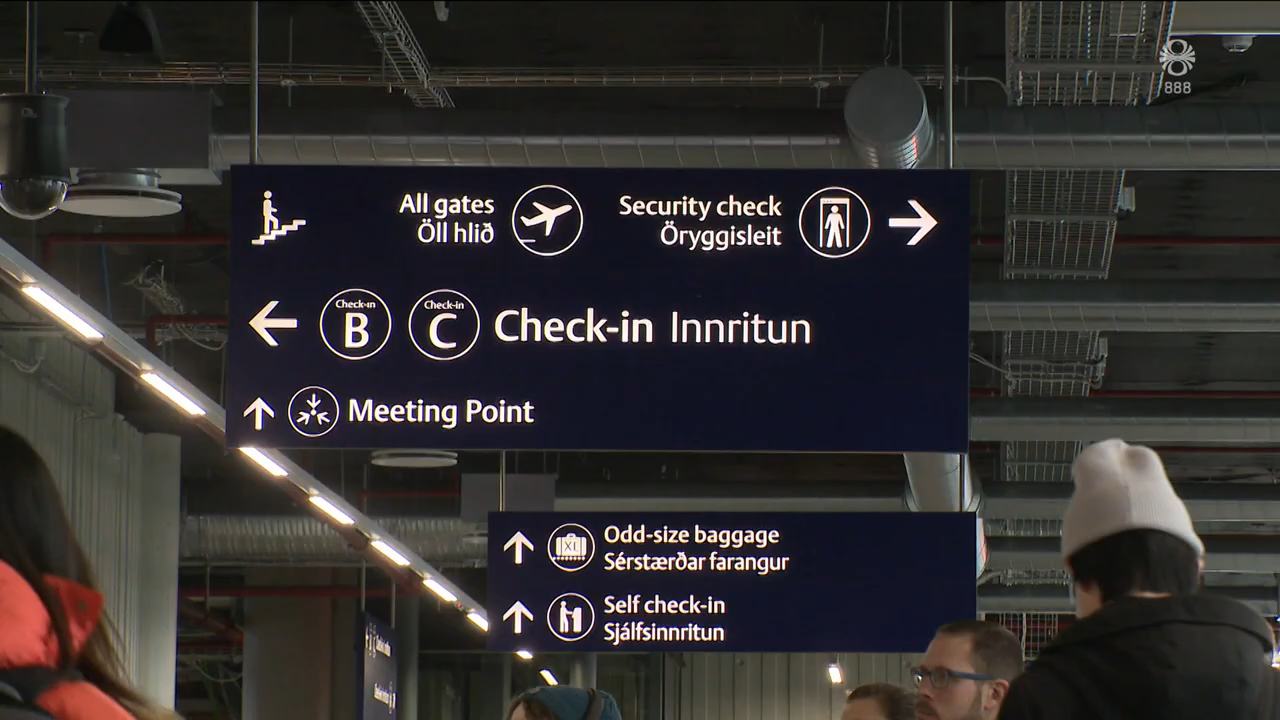 888
All gates
Öll hlið
Security check
Öryggisleit
Check-in
B
Check-in
C
Check-in Innritun
Meeting Point
XL
Odd-size baggage
Sérstærðar farangur
Self check-in
Sjálfsinnritun